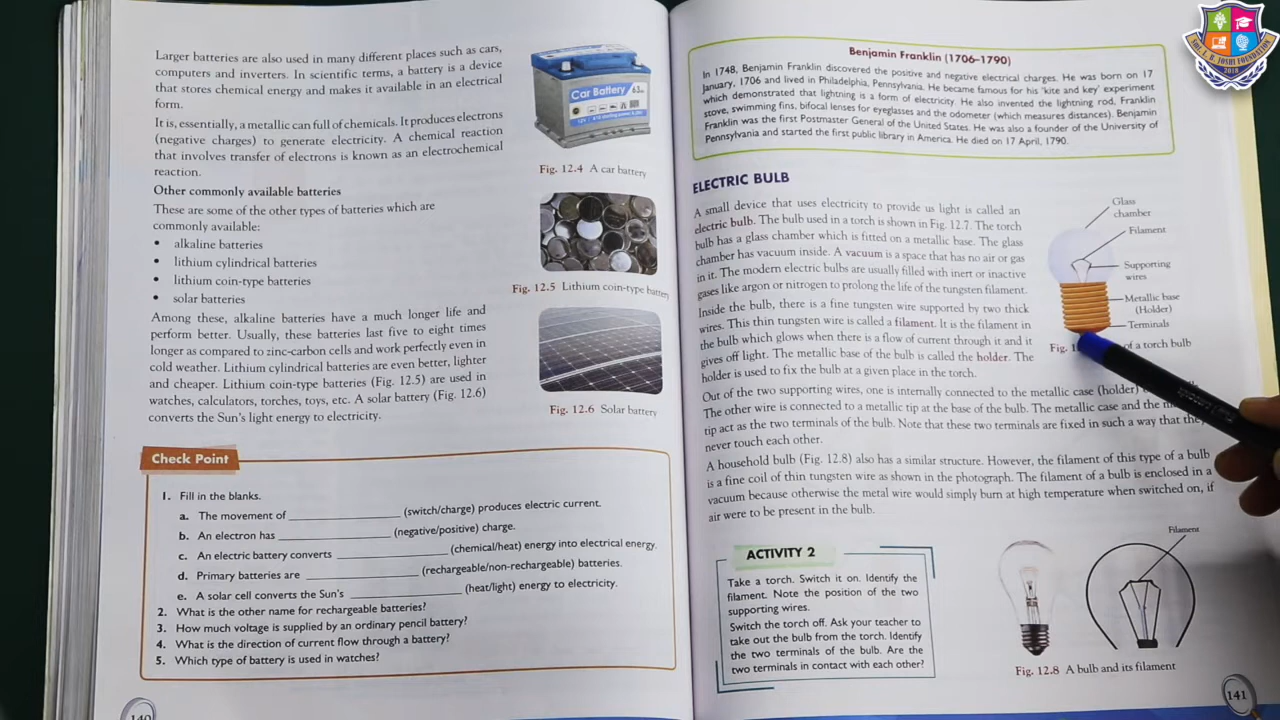 Larger batteries are also used in many different places such as cars,
computers and inverters. In scientific terms, a battery is a device
that stores chemical energy and makes it available in an electrical
form.
It is, esentially, a metallic can full of chemicals. It produces electrons
(negative charges) to generate electricity. A chemical reaction
that involves transfer of electrons is known as an electrochemical
reaction.
Car Battery
Fig. 12.4 A car battery
Other commonly available batteries
These are some of the other types of batteries which are
commonly available:
• alkaline batteries
• lithium cylindrical batteries
• lithium coin-type batteries
• solar batteries
Fig. 12.5 Lithium coin-type battery
Among these, alkaline batteries have a much longer life and
perform better. Usually, these batteries last five to eight times
longer as compared to zinc-carbon cells and work perfectly even in
cold weather. Lithium cylindrical batteries are even better, lighter
and cheaper. Lithium coin-type batteries (Fig. 12.5) are used in
watches, calculators, torches, toys, etc. A solar battery (Fig. 12.6)
converts the Sun's light energy to electricity.
Fig. 12.6 Solar battery
Check Point
1. Fill in the blanks.
a. The movement of ____________ (switch/charge) produces electric current.
b. An electron has ____________ (negative/positive) charge.
c. An electric battery converts ____________ (chemical/heat) energy into electrical energy.
d. Primary batteries are ____________ (rechargeable/non-rechargeable) batteries.
e. A solar cell converts the Sun's ____________ (heat/light) energy to electricity.
2. What is the other name for rechargeable batteries?
3. How much voltage is supplied by an ordinary pencil battery?
4. What is the direction of current flow through a battery?
5. Which type of battery is used in watches?
140
Benjamin Franklin (1706–1790)
In 1748, Benjamin Franklin discovered the positive and negative electrical charges. He was born on 17
January, 1706 and lived in Philadelphia, Pennsylvania. He became famous for his 'kite and key' experiment
which demonstrated that lightning is a form of electricity. He also invented the lightning rod, Franklin
stove, swimming fins, bifocal lenses for eyeglasses and the odometer (which measures distances). Benjamin
Franklin was the first Postmaster General of the United States. He was also a founder of the University of
Pennsylvania and started the first public library in America. He died on 17 April, 1790.
ELECTRIC BULB
A small device that uses electricity to provide us light is called an
electric bulb. The bulb used in a torch is shown in Fig. 12.7. The torch
bulb has a glass chamber which is fitted on a metallic base. The glass
chamber has vacuum inside. A vacuum is a space that has no air or gas
in it. The modern electric bulbs are usually filled with inert or inactive
gases like argon or nitrogen to prolong the life of the tungsten filament.
Inside the bulb, there is a fine tungsten wire supported by two thick
wires. This thin tungsten wire is called a filament. It is the filament in
the bulb which glows when there is a flow of current through it and it
gives off light. The metallic base of the bulb is called the holder. The
holder is used to fix the bulb at a given place in the torch.
Glass
chamber
Filament
Supporting
wires
Metallic base
(Holder)
Terminals
Fig. of a torch bulb
Out of the two supporting wires, one is internally connected to the metallic case (holder)
The other wire is connected to a metallic tip at the base of the bulb. The metallic case and the
tip act as the two terminals of the bulb. Note that these two terminals are fixed in such a way that
never touch each other.
A household bulb (Fig. 12.8) also has a similar structure. However, the filament of this type of a bulb
is a fine coil of thin tungsten wire as shown in the photograph. The filament of a bulb is enclosed in a
vacuum because otherwise the metal wire would simply burn at high temperature when switched on, if
air were to be present in the bulb.
ACTIVITY 2
Take a torch. Switch it on. Identify the
filament. Note the position of the two
supporting wires.
Switch the torch off. Ask your teacher to
take out the bulb from the torch. Identify
the two terminals of the bulb. Are the
two terminals in contact with each other?
Filament
Fig. 12.8 A bulb and its filament
141